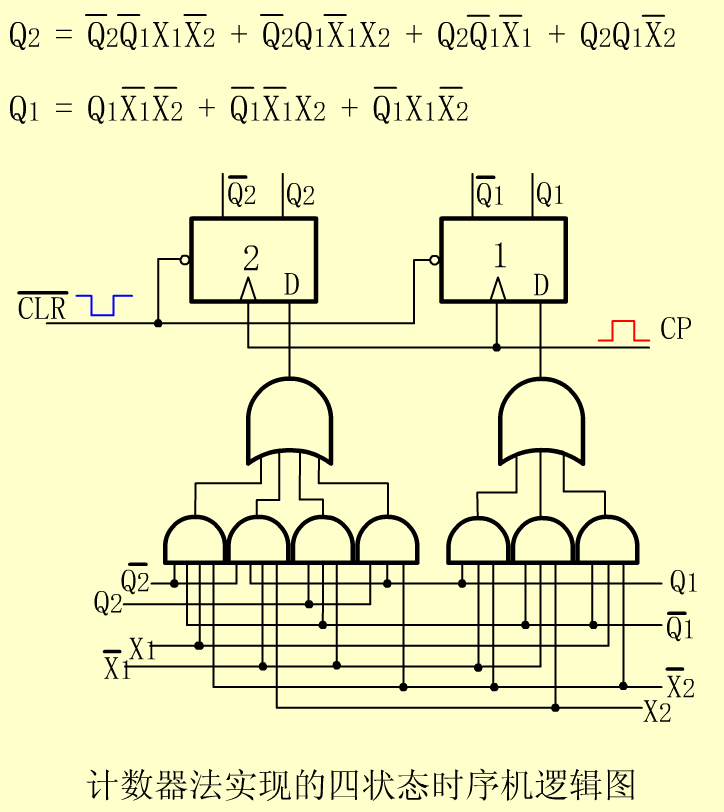 Q2 = Q̅2Q̅1X1X̅2 + Q̅2Q1X̅1X2 + Q2Q̅1X̅1 + Q2Q1X̅2
Q1 = Q1X̅1X̅2 + Q̅1X̅1X2 + Q̅1X1X̅2
Q̅2 Q2 Q̅1 Q1
2 D 1 D
C̅L̅R̅
CP
Q̅2 Q1
Q2
Q̅1
X1
X̅1
X̅2
X2
计数器法实现的四状态时序机逻辑图